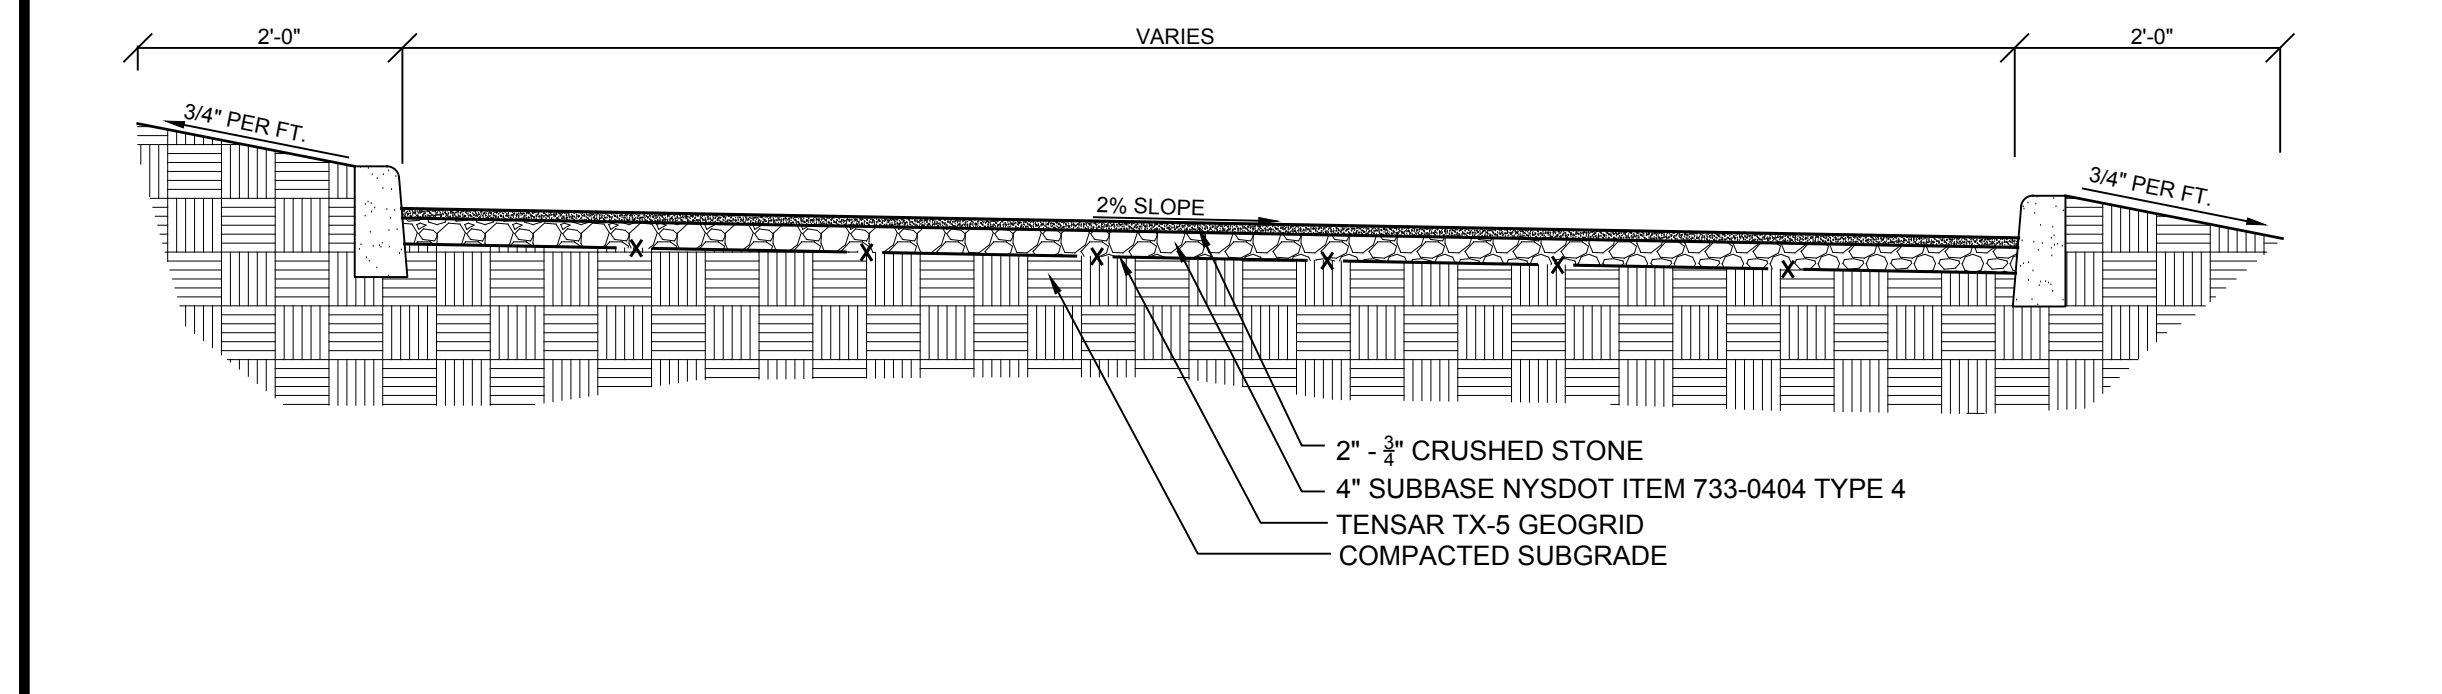 2'-0" VARIES 2'-0"
3/4" PER FT.
3/4" PER FT.
2% SLOPE
2" - 3/4" CRUSHED STONE
4" SUBBASE NYSDOT ITEM 733-0404 TYPE 4
TENSAR TX-5 GEOGRID
COMPACTED SUBGRADE